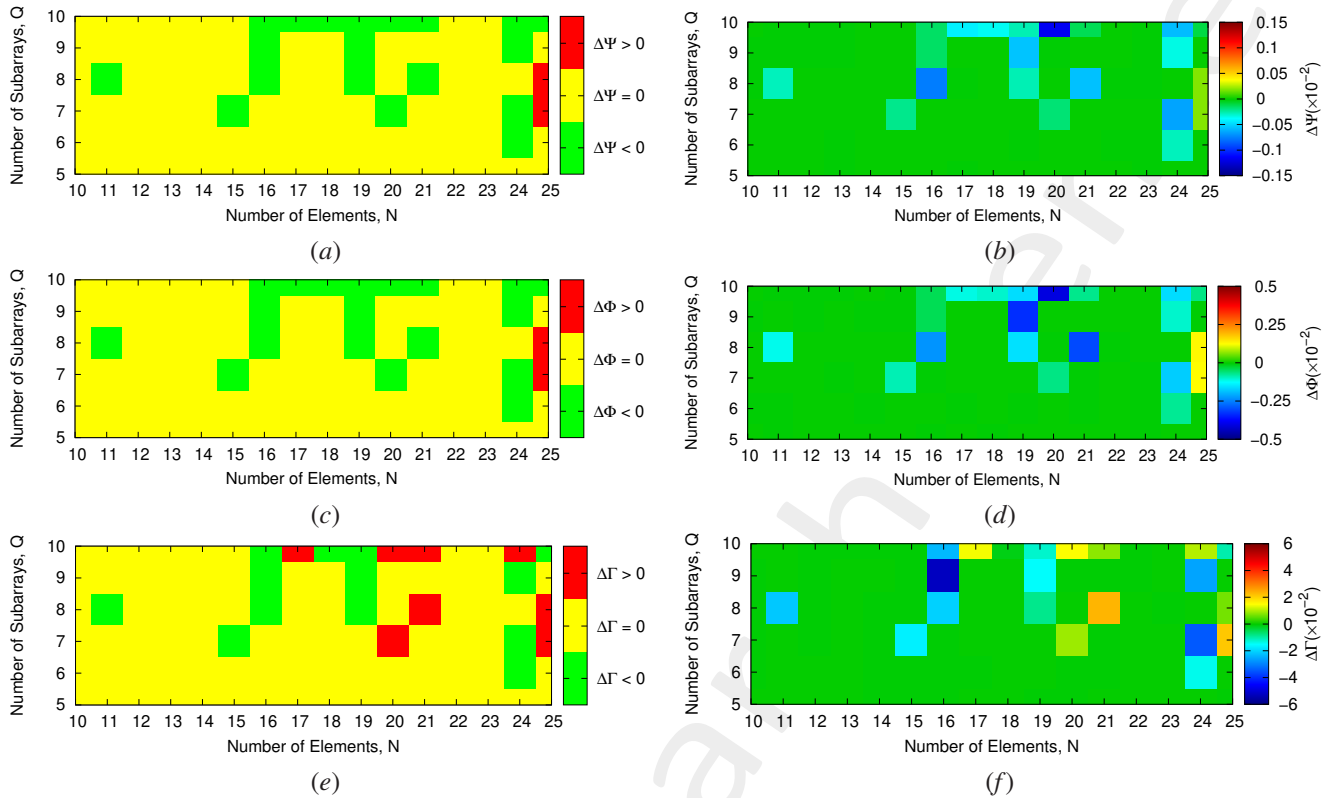 Number of Subarrays, Q
10
9
8
7
6
5
10 11 12 13 14 15 16 17 18 19 20 21 22 23 24 25
Number of Elements, N
ΔΨ > 0
ΔΨ = 0
ΔΨ < 0
(a)
Number of Subarrays, Q
10
9
8
7
6
5
10 11 12 13 14 15 16 17 18 19 20 21 22 23 24 25
Number of Elements, N
0.15
0.1
0.05
0
−0.05
−0.1
−0.15
ΔΨ(×10⁻²)
(b)
Number of Subarrays, Q
10
9
8
7
6
5
10 11 12 13 14 15 16 17 18 19 20 21 22 23 24 25
Number of Elements, N
ΔΦ > 0
ΔΦ = 0
ΔΦ < 0
(c)
Number of Subarrays, Q
10
9
8
7
6
5
10 11 12 13 14 15 16 17 18 19 20 21 22 23 24 25
Number of Elements, N
0.5
0.25
0
−0.25
−0.5
ΔΦ(×10⁻²)
(d)
Number of Subarrays, Q
10
9
8
7
6
5
10 11 12 13 14 15 16 17 18 19 20 21 22 23 24 25
Number of Elements, N
ΔΓ > 0
ΔΓ = 0
ΔΓ < 0
(e)
Number of Subarrays, Q
10
9
8
7
6
5
10 11 12 13 14 15 16 17 18 19 20 21 22 23 24 25
Number of Elements, N
6
4
2
0
−2
−4
−6
ΔΓ(×10⁻²)
(f)